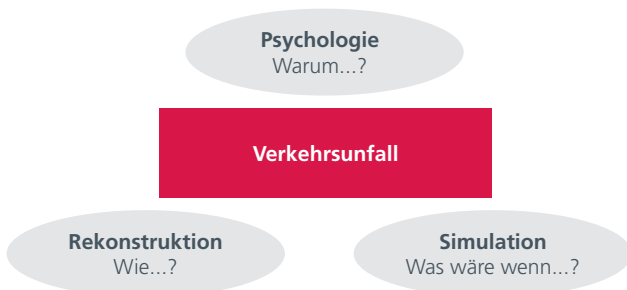 Psychologie
Warum...?
Verkehrsunfall
Rekonstruktion
Wie...?
Simulation
Was wäre wenn...?